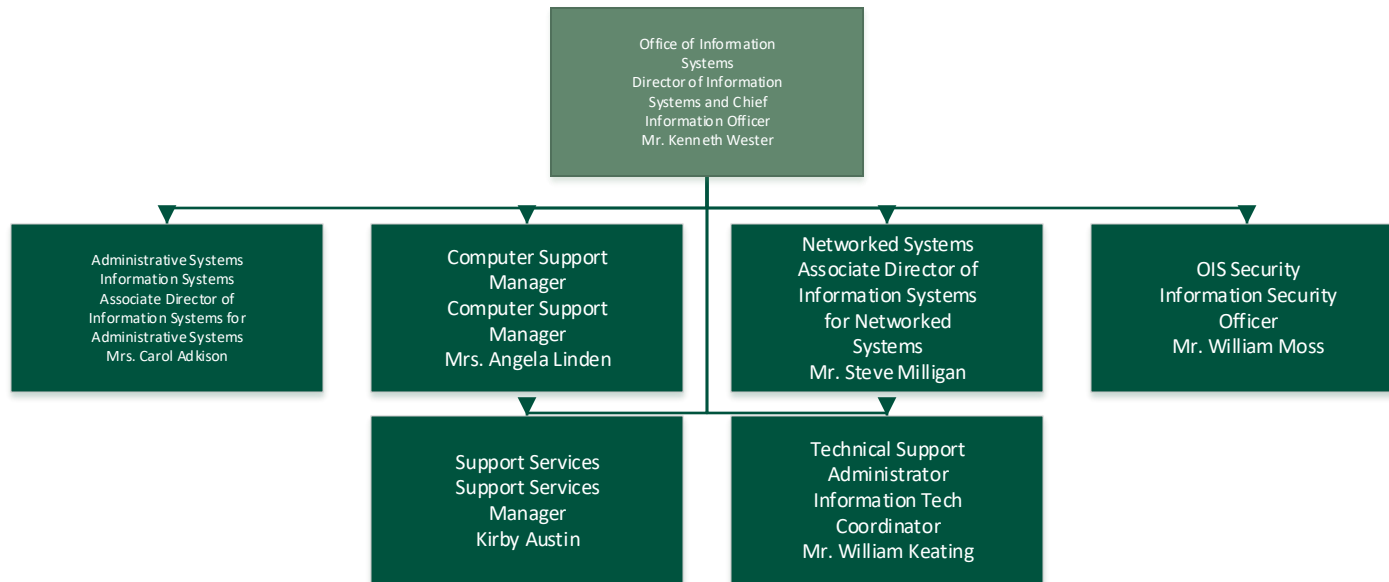 Office of Information
Systems
Director of Information
Systems and Chief
Information Officer
Mr. Kenneth Wester
Administrative Systems
Information Systems
Associate Director of
Information Systems for
Administrative Systems
Mrs. Carol Adkison
Computer Support
Manager
Computer Support
Manager
Mrs. Angela Linden
Networked Systems
Associate Director of
Information Systems
for Networked
Systems
Mr. Steve Milligan
OIS Security
Information Security
Officer
Mr. William Moss
Support Services
Support Services
Manager
Kirby Austin
Technical Support
Administrator
Information Tech
Coordinator
Mr. William Keating